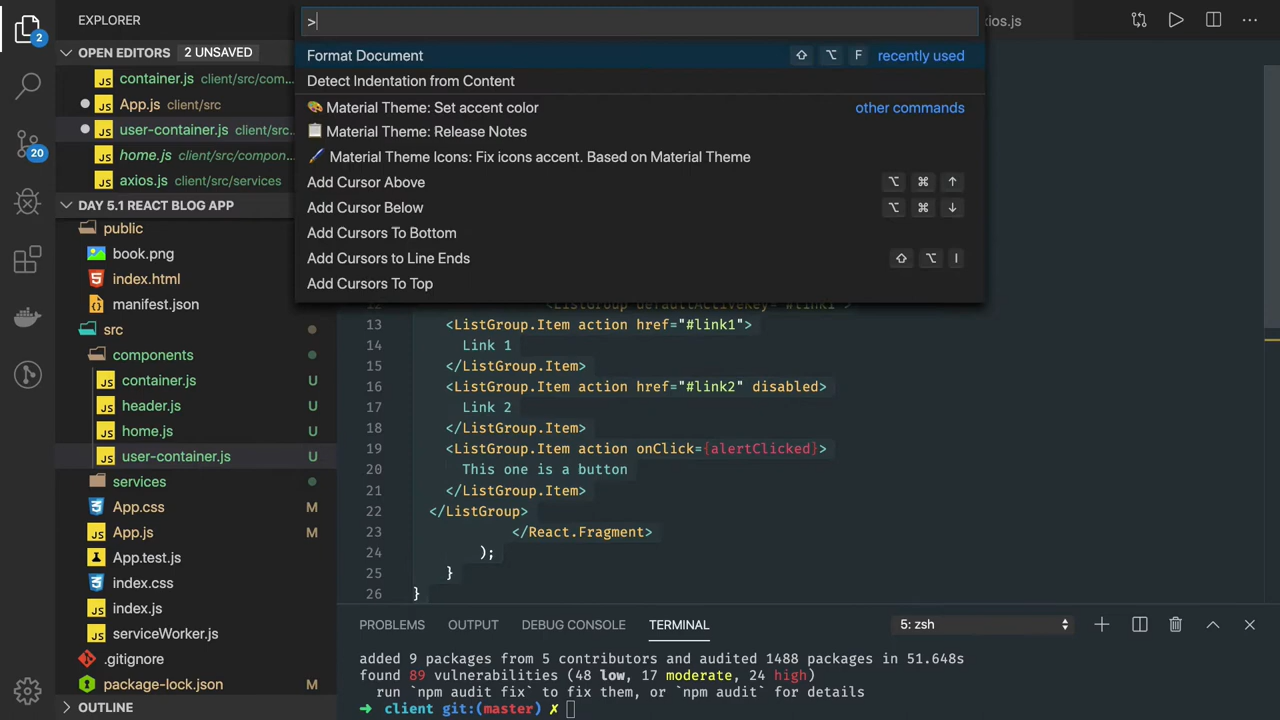 EXPLORER
>
xios.js
2
OPEN EDITORS 2 UNSAVED
container.js client/src/com...
App.js client/src
user-container.js client/src...
home.js client/src/compon...
axios.js client/src/services
20
DAY 5.1 REACT BLOG APP
public
book.png
index.html
manifest.json
src
components
container.js U
header.js U
home.js U
user-container.js U
services
App.css M
App.js M
App.test.js
index.css
index.js
serviceWorker.js
.gitignore
package-lock.json M
OUTLINE
Format Document ⇧ ⌥ F recently used
Detect Indentation from Content
🎨 Material Theme: Set accent color other commands
📋 Material Theme: Release Notes
🖌 Material Theme Icons: Fix icons accent. Based on Material Theme
Add Cursor Above ⌥ ⌘ ↑
Add Cursor Below ⌥ ⌘ ↓
Add Cursors To Bottom
Add Cursors to Line Ends ⇧ ⌥ I
Add Cursors To Top
12 <ListGroup defaultActiveKey="#link1">
13 <ListGroup.Item action href="#link1">
14 Link 1
15 </ListGroup.Item>
16 <ListGroup.Item action href="#link2" disabled>
17 Link 2
18 </ListGroup.Item>
19 <ListGroup.Item action onClick={alertClicked}>
20 This one is a button
21 </ListGroup.Item>
22 </ListGroup>
23 </React.Fragment>
24 );
25 }
26 }
PROBLEMS OUTPUT DEBUG CONSOLE TERMINAL 5: zsh
added 9 packages from 5 contributors and audited 1488 packages in 51.648s
found 89 vulnerabilities (48 low, 17 moderate, 24 high)
run `npm audit fix` to fix them, or `npm audit` for details
➜ client git:(master) ✗